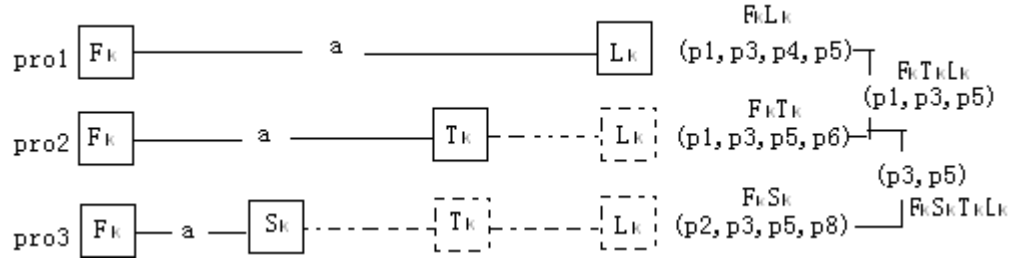 FₖLₖ
pro1 Fₖ a Lₖ (p1, p3, p4, p5)
FₖTₖLₖ
(p1, p3, p5)
FₖTₖ
pro2 Fₖ a Tₖ Lₖ (p1, p3, p5, p6)
(p3, p5)
FₖSₖ
FₖSₖTₖLₖ
pro3 Fₖ a Sₖ Tₖ Lₖ (p2, p3, p5, p8)